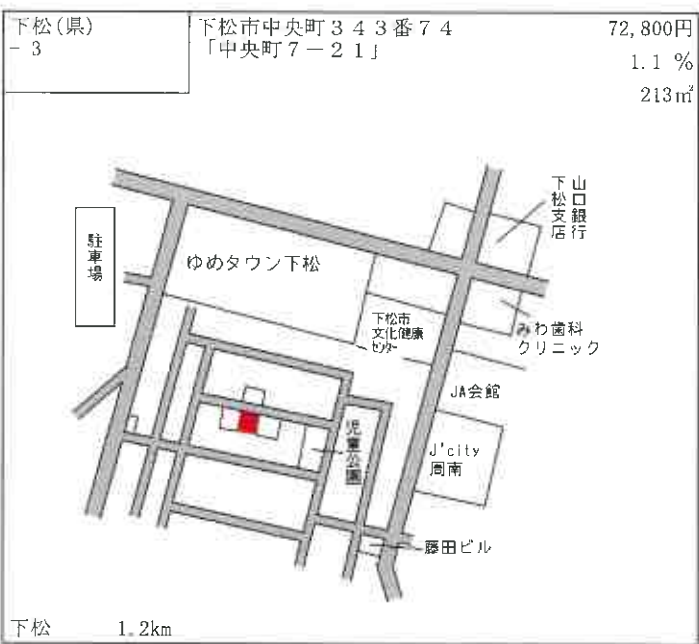 下松(県)
- 3
下松市中央町３４３番７４
「中央町７－２１」
72,800円
1.1 %
213㎡
山口銀行
下松支店
駐車場
ゆめタウン下松
下松市
文化健康
センター
みわ歯科
クリニック
JA会館
児童公園
J'city
周南
藤田ビル
下松 1.2km